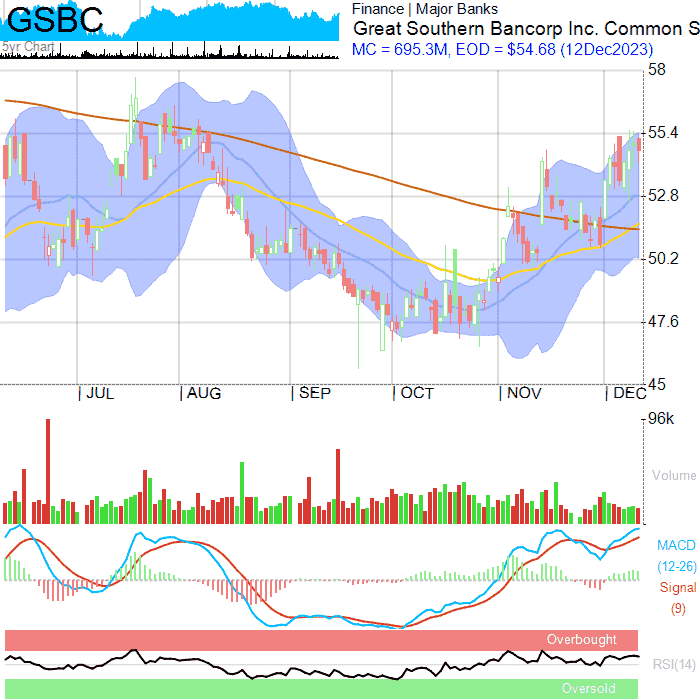 GSBC
5yr Chart
Finance | Major Banks
Great Southern Bancorp Inc. Common S
MC = 695.3M, EOD = $54.68 (12Dec2023)
58
55.4
52.8
50.2
47.6
45
JUL AUG SEP OCT NOV DEC
96k
Volume
MACD
(12-26)
Signal
(9)
Overbought
RSI(14)
Oversold